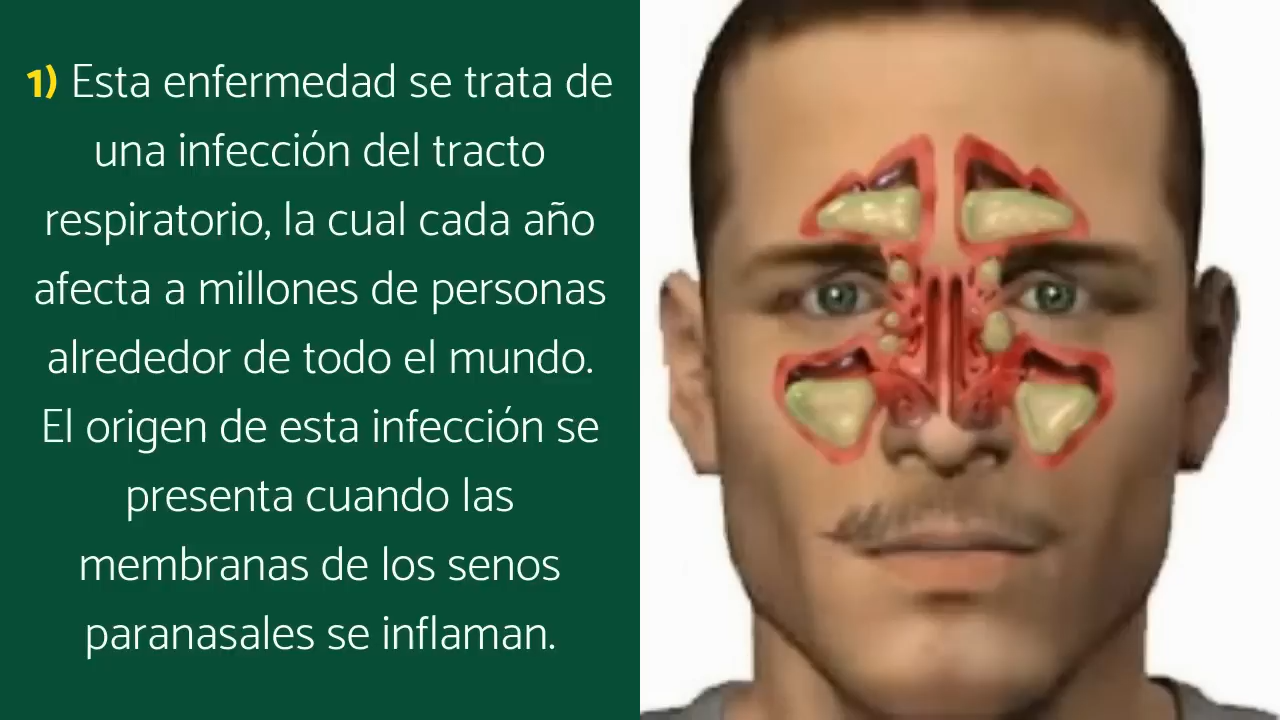 1) Esta enfermedad se trata de
una infección del tracto
respiratorio, la cual cada año
afecta a millones de personas
alrededor de todo el mundo.
El origen de esta infección se
presenta cuando las
membranas de los senos
paranasales se inflaman.